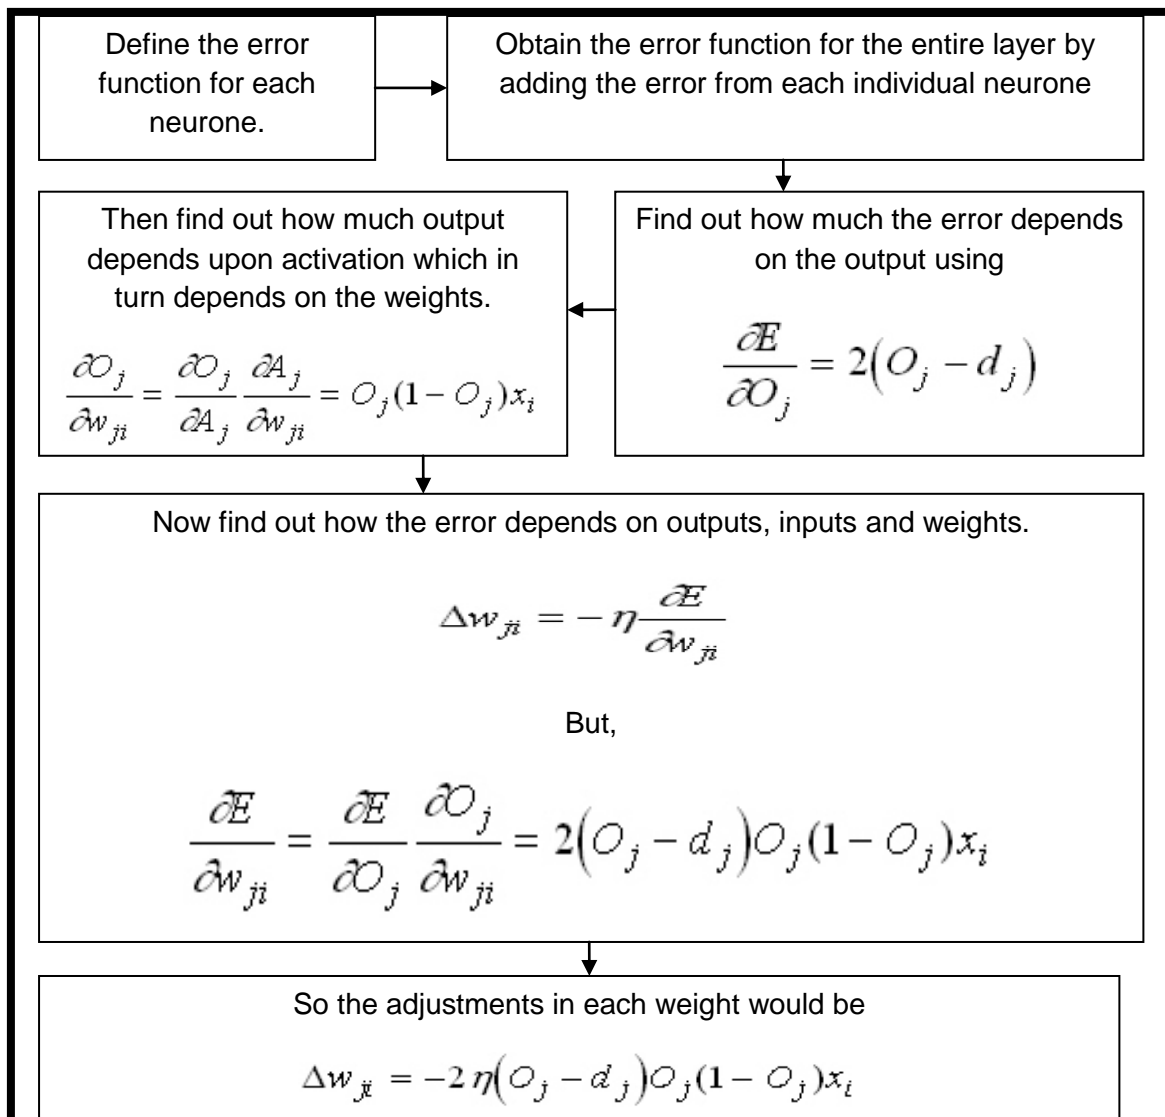 Define the error
function for each
neurone.
Obtain the error function for the entire layer by
adding the error from each individual neurone
Find out how much the error depends
on the output using
∂E/∂O_j = 2(O_j − d_j)
Then find out how much output
depends upon activation which in
turn depends on the weights.
∂O_j/∂w_ji = ∂O_j/∂A_j ∂A_j/∂w_ji = O_j(1 − O_j)x_i
Now find out how the error depends on outputs, inputs and weights.
Δw_ji = − η ∂E/∂w_ji
But,
∂E/∂w_ji = ∂E/∂O_j ∂O_j/∂w_ji = 2(O_j − d_j)O_j(1 − O_j)x_i
So the adjustments in each weight would be
Δw_ji = −2 η(O_j − d_j)O_j(1 − O_j)x_i